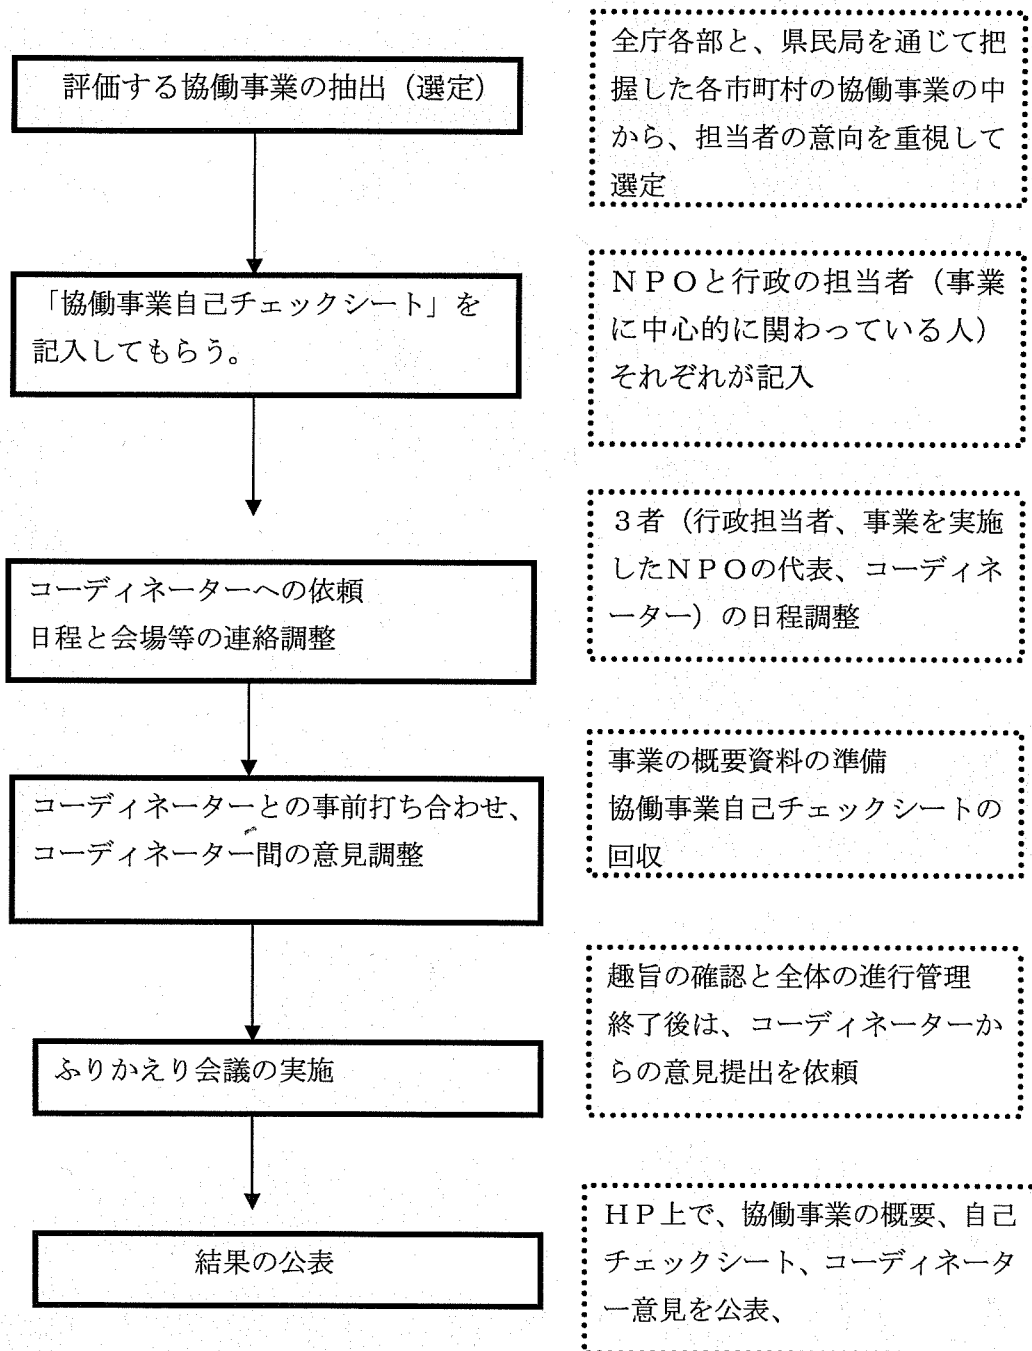 評価する協働事業の抽出（選定）
全庁各部と、県民局を通じて把
握した各市町村の協働事業の中
から、担当者の意向を重視して
選定
「協働事業自己チェックシート」を
記入してもらう。
ＮＰＯと行政の担当者（事業
に中心的に関わっている人）
それぞれが記入
コーディネーターへの依頼
日程と会場等の連絡調整
３者（行政担当者、事業を実施
したＮＰＯの代表、コーディネ
ーター）の日程調整
コーディネーターとの事前打ち合わせ、
コーディネーター間の意見調整
事業の概要資料の準備
協働事業自己チェックシートの
回収
ふりかえり会議の実施
趣旨の確認と全体の進行管理
終了後は、コーディネーターか
らの意見提出を依頼
結果の公表
ＨＰ上で、協働事業の概要、自己
チェックシート、コーディネータ
ー意見を公表、